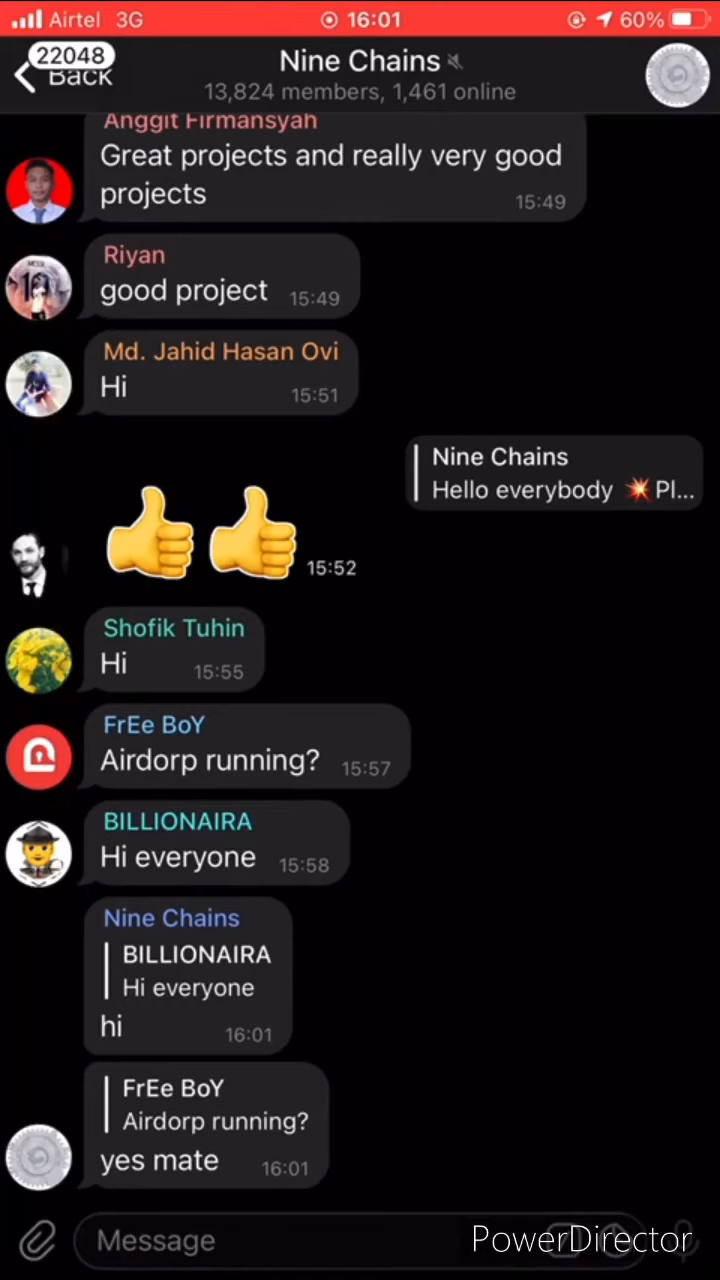 Airtel 3G 16:01 60%
22048
Back
Nine Chains
13,824 members, 1,461 online
Anggit Firmansyah
Great projects and really very good
projects
15:49
Riyan
good project 15:49
Md. Jahid Hasan Ovi
Hi 15:51
Nine Chains
Hello everybody 💥 Pl...
👍👍 15:52
Shofik Tuhin
Hi 15:55
FrEe BoY
Airdorp running? 15:57
BILLIONAIRA
Hi everyone 15:58
Nine Chains
BILLIONAIRA
Hi everyone
hi 16:01
FrEe BoY
Airdorp running?
yes mate 16:01
Message
PowerDirector